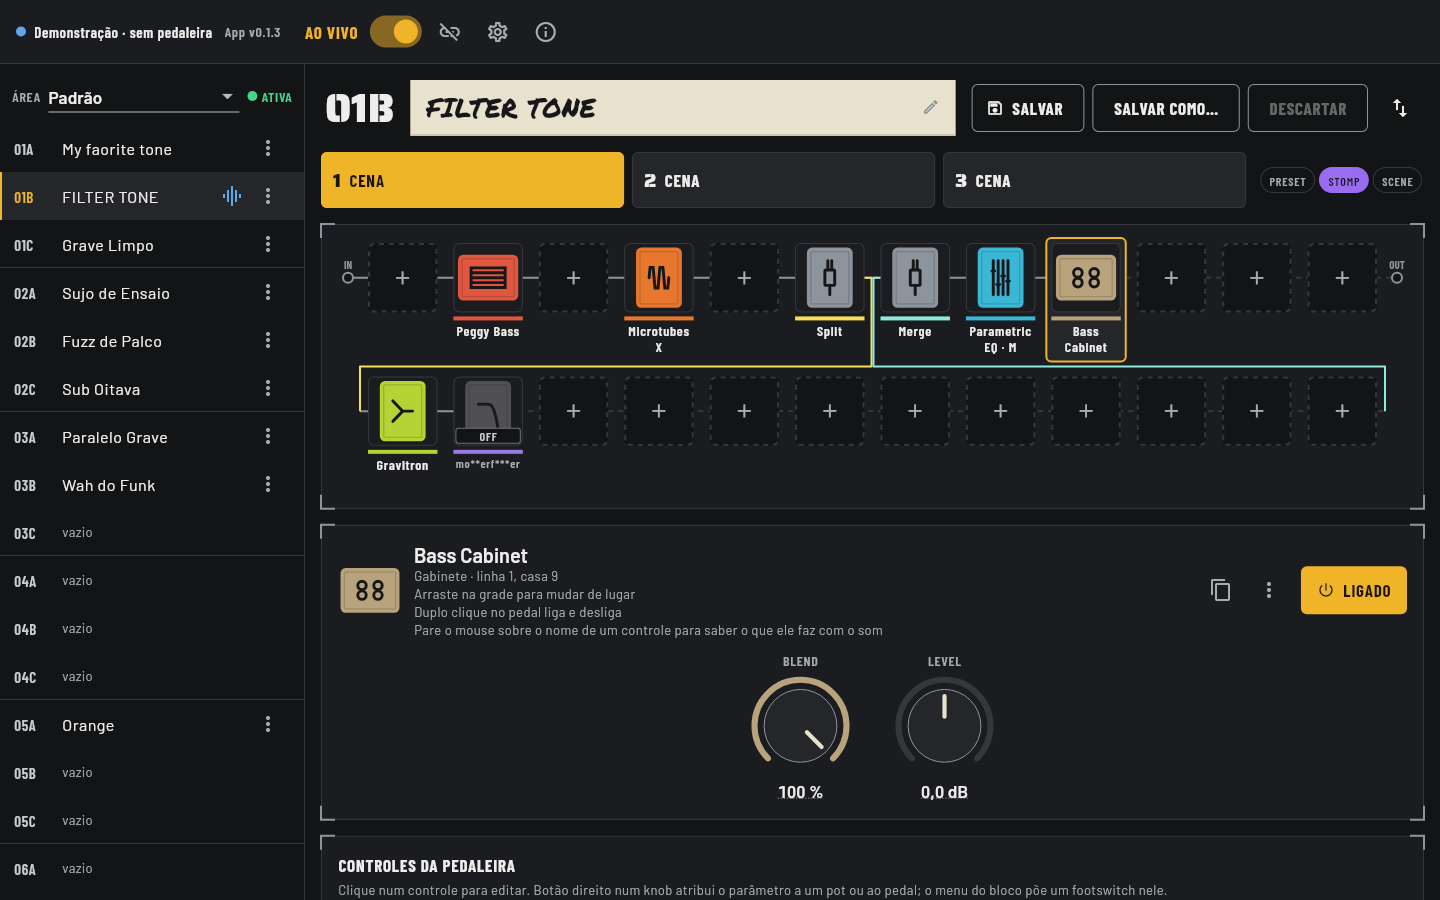 Demonstração · sem pedaleira App v0.1.3 AO VIVO
ÁREA Padrão ATIVA
01A My faorite tone
01B FILTER TONE
01C Grave Limpo
02A Sujo de Ensaio
02B Fuzz de Palco
02C Sub Oitava
03A Paralelo Grave
03B Wah do Funk
03C vazio
04A vazio
04B vazio
04C vazio
05A Orange
05B vazio
05C vazio
06A vazio
01B FILTER TONE SALVAR SALVAR COMO... DESCARTAR
1 CENA 2 CENA 3 CENA PRESET STOMP SCENE
IN OUT
Peggy Bass
Microtubes
X
Split
Merge
Parametric
EQ · M
88
Bass
Cabinet
Gravitron
OFF
mo**erf***er
88
Bass Cabinet
Gabinete · linha 1, casa 9
Arraste na grade para mudar de lugar
Duplo clique no pedal liga e desliga
Pare o mouse sobre o nome de um controle para saber o que ele faz com o som
LIGADO
BLEND LEVEL
100 % 0,0 dB
CONTROLES DA PEDALEIRA
Clique num controle para editar. Botão direito num knob atribui o parâmetro a um pot ou ao pedal; o menu do bloco põe um footswitch nele.